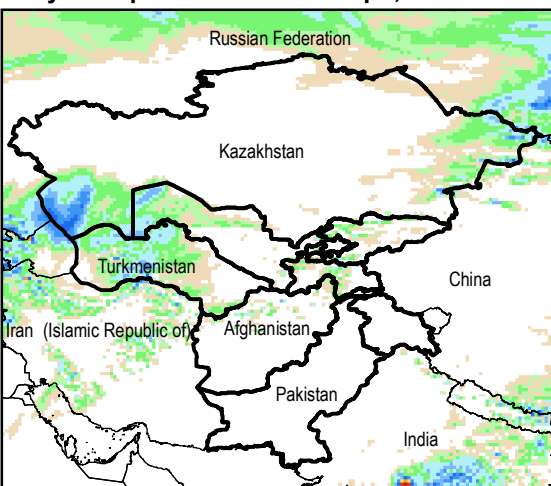 Russian Federation
Kazakhstan
Turkmenistan
China
Iran (Islamic Republic of)
Afghanistan
Pakistan
India